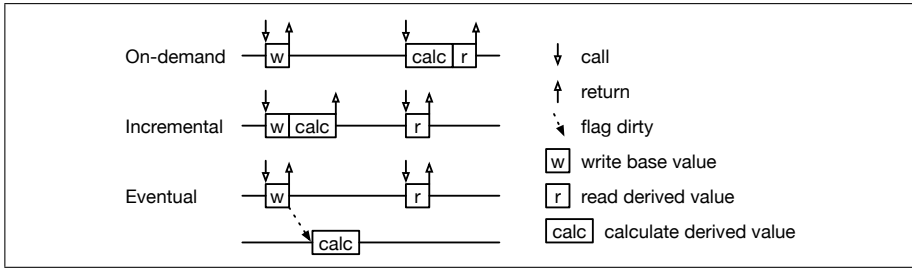 On-demand
w
calc r
Incremental
w calc
r
Eventual
w
r
calc
call
return
flag dirty
w write base value
r read derived value
calc calculate derived value